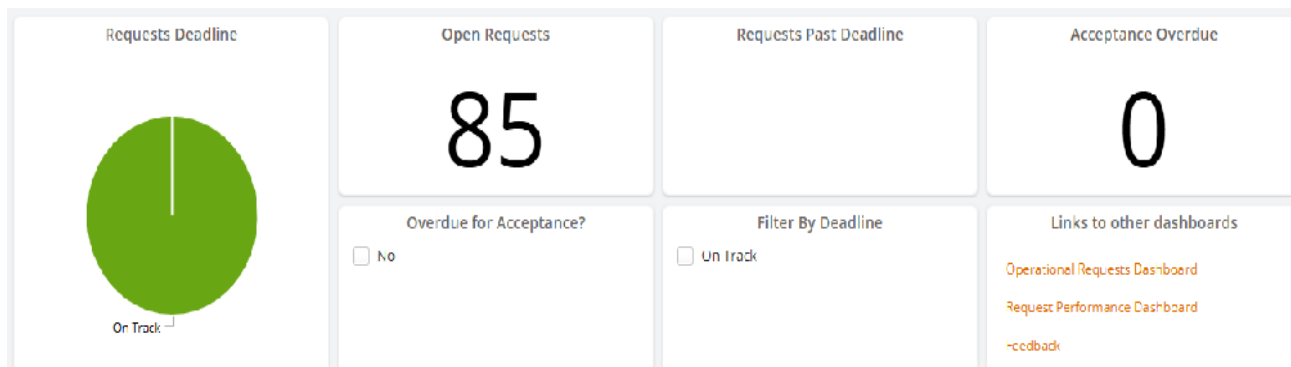 Requests Deadline
Open Requests
Requests Past Deadline
Acceptance Overdue
85
0
On Track
Overdue for Acceptance?
No
Filter By Deadline
On Track
Links to other dashboards
Operational Requests Dashboard
Request Performance Dashboard
Feedback